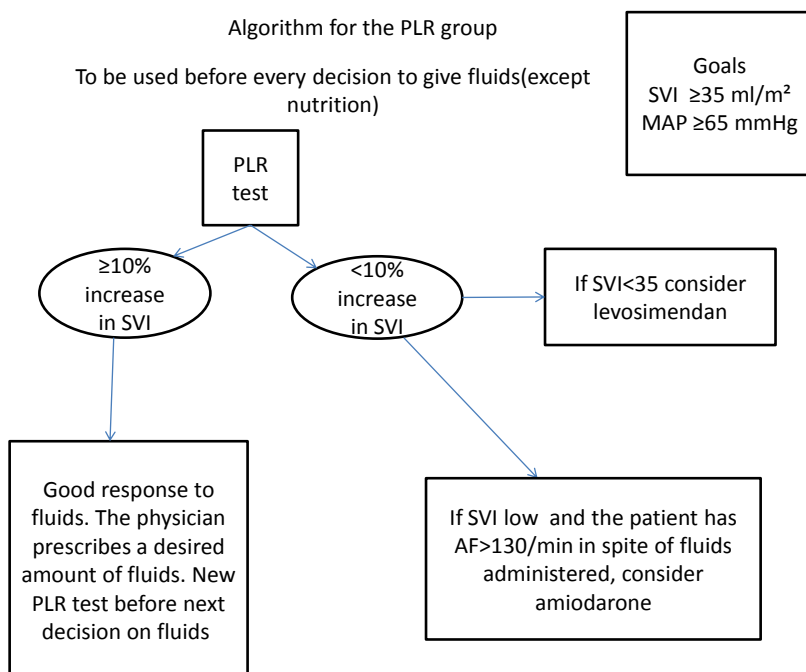 Algorithm for the PLR group
To be used before every decision to give fluids(except
nutrition)
Goals
SVI ≥35 ml/m²
MAP ≥65 mmHg
PLR
test
≥10%
increase
in SVI
<10%
increase
in SVI
If SVI<35 consider
levosimendan
Good response to
fluids. The physician
prescribes a desired
amount of fluids. New
PLR test before next
decision on fluids
If SVI low and the patient has
AF>130/min in spite of fluids
administered, consider
amiodarone